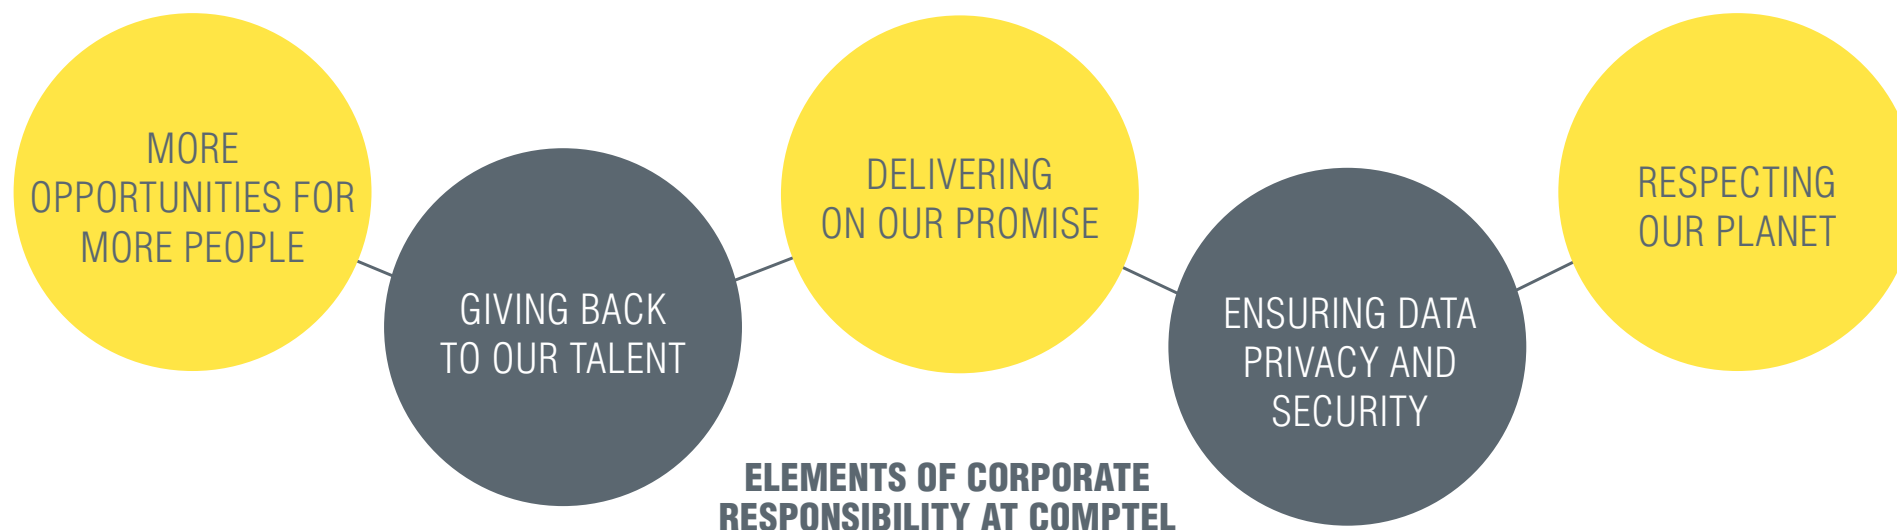 MORE
OPPORTUNITIES FOR
MORE PEOPLE
GIVING BACK
TO OUR TALENT
DELIVERING
ON OUR PROMISE
ENSURING DATA
PRIVACY AND
SECURITY
RESPECTING
OUR PLANET
ELEMENTS OF CORPORATE
RESPONSIBILITY AT COMPTEL